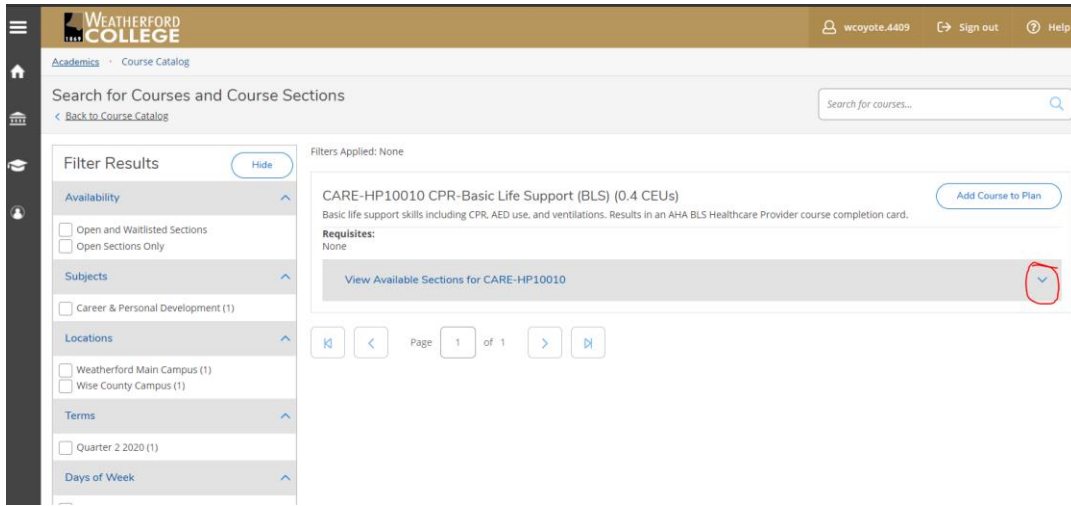 WEATHERFORD
1869 COLLEGE
wcoyote.4409
Sign out
Help
Academics · Course Catalog
Search for Courses and Course Sections
< Back to Course Catalog
Search for courses...
Filter Results
Hide
Availability
Open and Waitlisted Sections
Open Sections Only
Subjects
Career & Personal Development (1)
Locations
Weatherford Main Campus (1)
Wise County Campus (1)
Terms
Quarter 2 2020 (1)
Days of Week
Filters Applied: None
CARE-HP10010 CPR-Basic Life Support (BLS) (0.4 CEUs)
Add Course to Plan
Basic life support skills including CPR, AED use, and ventilations. Results in an AHA BLS Healthcare Provider course completion card.
Requisites:
None
View Available Sections for CARE-HP10010
Page 1 of 1